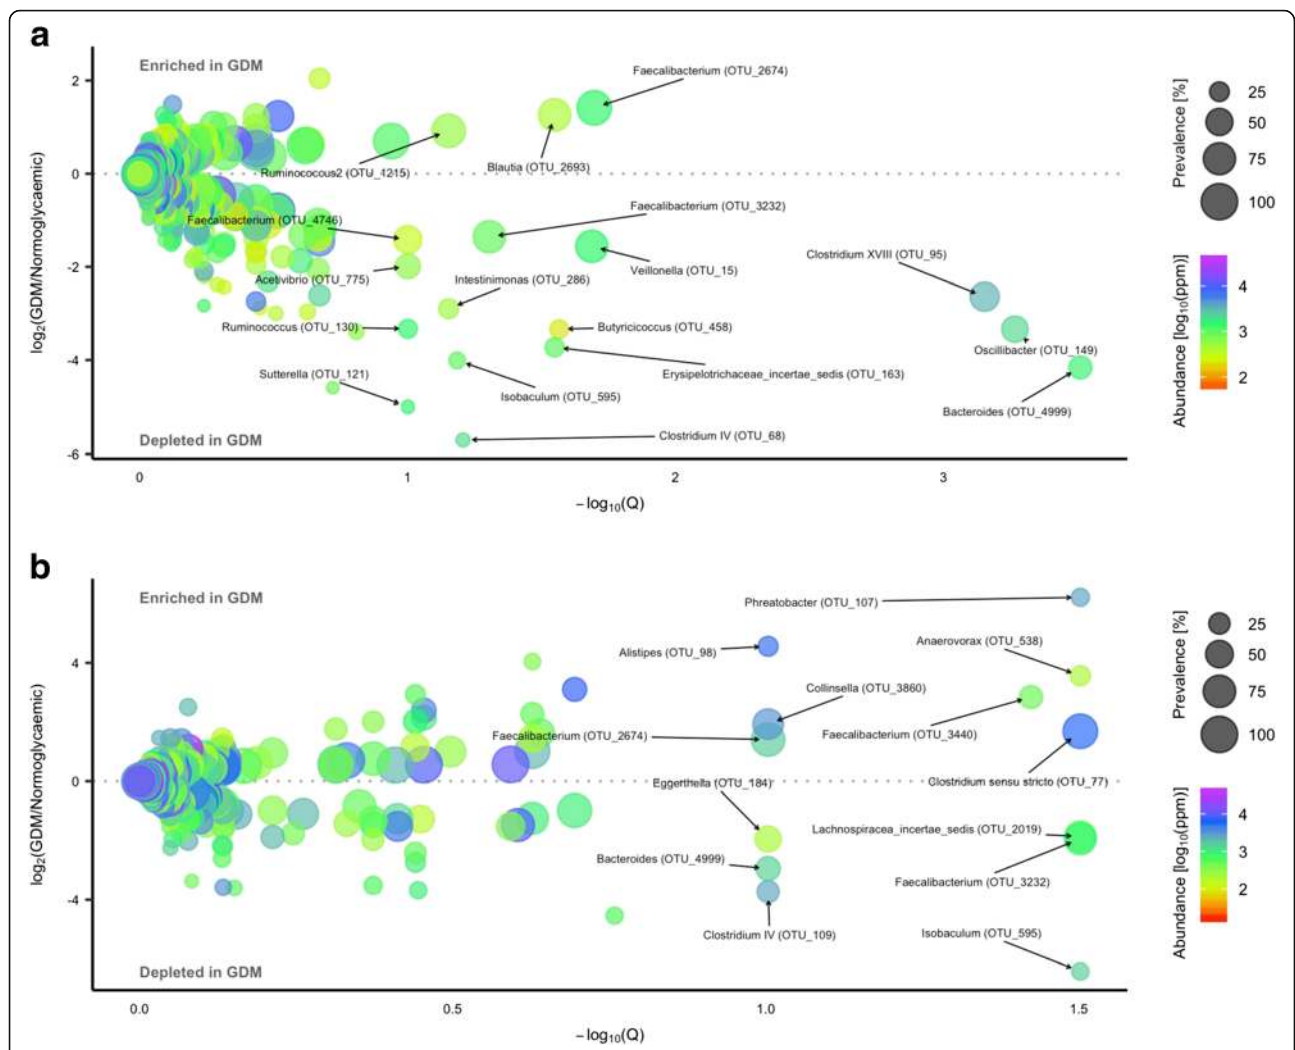 a
Enriched in GDM
Faecalibacterium (OTU_2674)
Blautia (OTU_2693)
Ruminococcus2 (OTU_4215)
Faecalibacterium (OTU_3232)
Faecalibacterium (OTU_4746)
Clostridium XVIII (OTU_95)
Veillonella (OTU_15)
Acetivibrio (OTU_775)
Intestinimonas (OTU_286)
Ruminococcus (OTU_130)
Butyricicoccus (OTU_458)
Oscillibacter (OTU_149)
Sutterella (OTU_121)
Erysipelotrichaceae_incertae_sedis (OTU_163)
Isobaculum (OTU_595)
Bacteroides (OTU_4999)
Clostridium IV (OTU_68)
Depleted in GDM
log2(GDM/Normoglycaemic)
2
0
-2
-4
-6
0
1
2
3
−log10(Q)
Prevalence [%]
25
50
75
100
Abundance [log10(ppm)]
4
3
2
b
Enriched in GDM
Phreatobacter (OTU_107)
Alistipes (OTU_98)
Anaerovorax (OTU_538)
Collinsella (OTU_3860)
Faecalibacterium (OTU_2674)
Faecalibacterium (OTU_3440)
Eggerthella (OTU_184)
Clostridium sensu stricto (OTU_77)
Lachnospiracea_incertae_sedis (OTU_2019)
Bacteroides (OTU_4999)
Faecalibacterium (OTU_3232)
Clostridium IV (OTU_109)
Isobaculum (OTU_595)
Depleted in GDM
log2(GDM/Normoglycaemic)
4
0
-4
0.0
0.5
1.0
1.5
−log10(Q)
Prevalence [%]
25
50
75
100
Abundance [log10(ppm)]
4
3
2